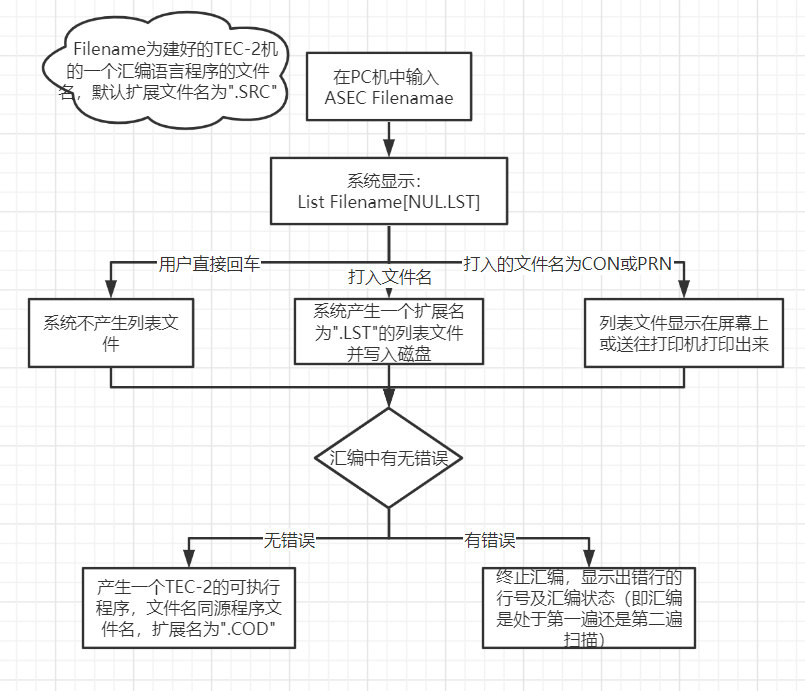 Filename为建好的TEC-2机
的一个汇编语言程序的文件
名，默认扩展文件名为".SRC"
在PC机中输入
ASEC Filenamae
系统显示：
List Filename[NUL.LST]
用户直接回车
打入文件名
打入的文件名为CON或PRN
系统不产生列表文
件
系统产生一个扩展名
为".LST"的列表文件
并写入磁盘
列表文件显示在屏幕上
或送往打印机打印出来
汇编中有无错误
无错误
有错误
产生一个TEC-2的可执行
程序，文件名同源程序文
件名，扩展名为".COD"
终止汇编，显示出错行的
行号及汇编状态（即汇编
是处于第一遍还是第二遍
扫描）